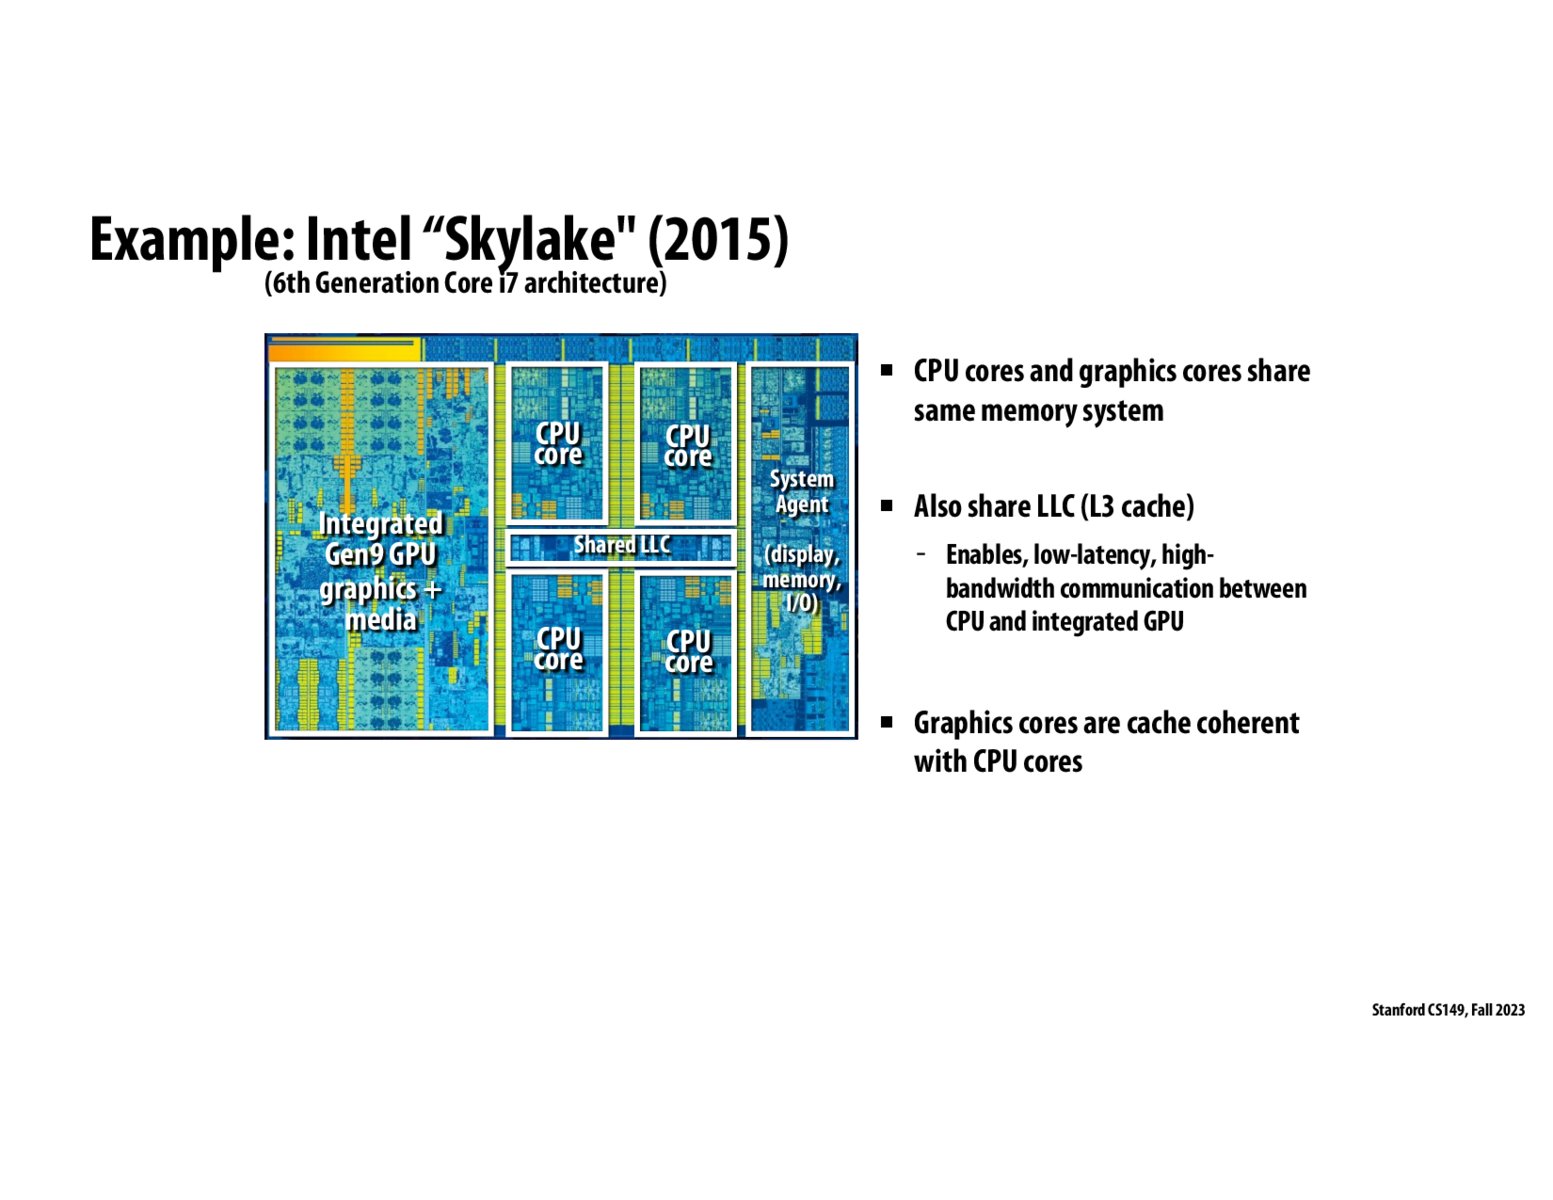 Example: Intel “Skylake" (2015)
(6th Generation Core i7 architecture)
Integrated
Gen9 GPU
graphics +
media
CPU
core
CPU
core
Shared LLC
CPU
core
CPU
core
System
Agent
(display,
memory,
I/O)
▪ CPU cores and graphics cores share
same memory system
▪ Also share LLC (L3 cache)
- Enables, low-latency, high-
bandwidth communication between
CPU and integrated GPU
▪ Graphics cores are cache coherent
with CPU cores
Stanford CS149, Fall 2023